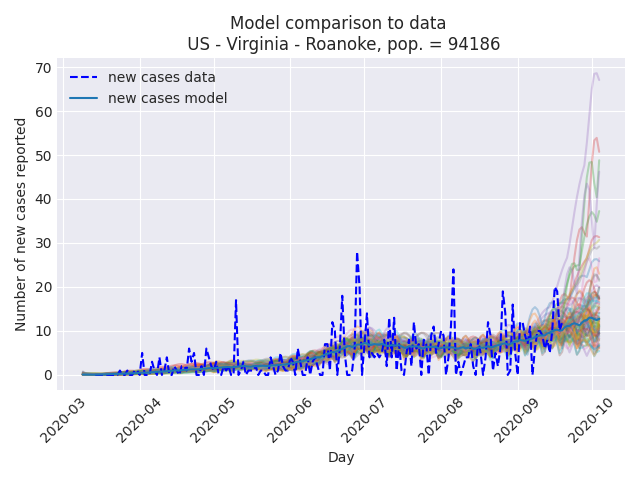 Model comparison to data
US - Virginia - Roanoke, pop. = 94186
70
60
50
40
30
20
10
0
Number of new cases reported
new cases data
new cases model
2020-03
2020-04
2020-05
2020-06
2020-07
2020-08
2020-09
2020-10
Day